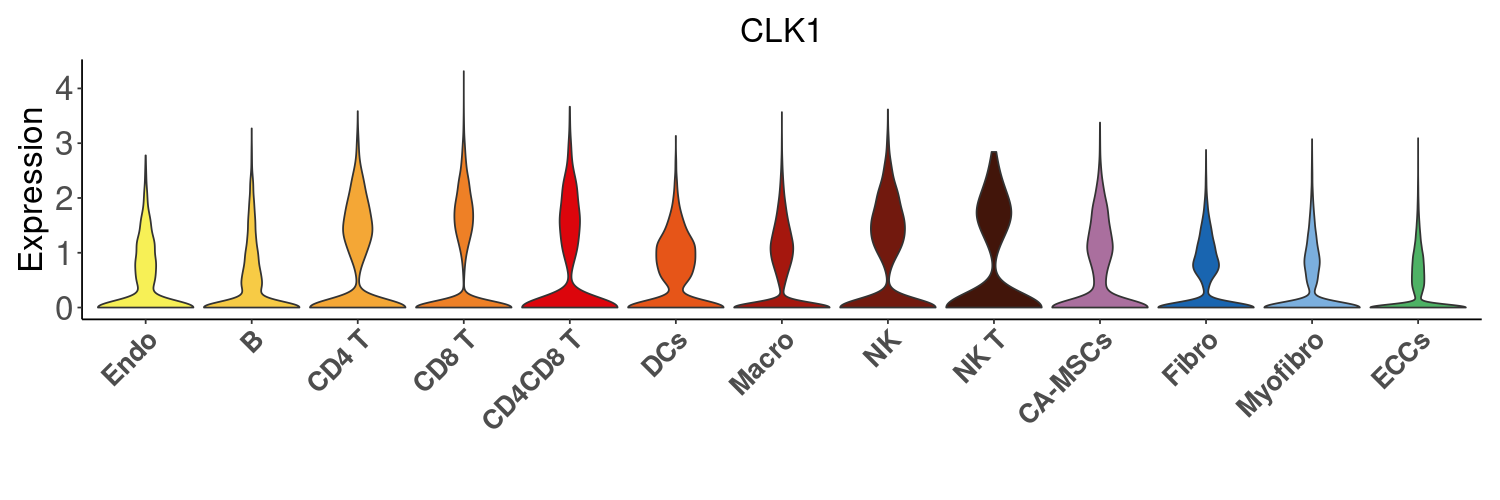 CLK1
Expression
4
3
2
1
0
Endo
B
CD4 T
CD8 T
CD4CD8 T
DCs
Macro
NK
NK T
CA-MSCs
Fibro
Myofibro
ECCs